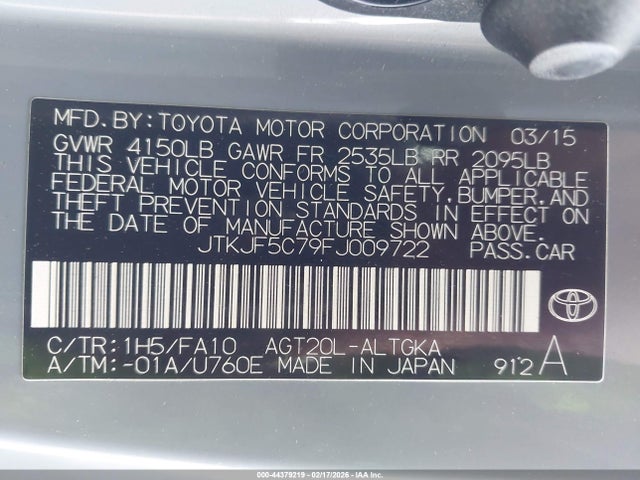 MFD.BY:TOYOTA MOTOR CORPORATION 03/15
GVWR 4150LB GAWR FR 2535LB RR 2095LB
THIS VEHICLE CONFORMS TO ALL APPLICABLE
FEDERAL MOTOR VEHICLE SAFETY,BUMPER,AND
THEFT PREVENTION STANDARDS IN EFFECT ON
THE DATE OF MANUFACTURE SHOWN ABOVE.
JTKJF5C79FJ009722 PASS.CAR
C/TR:1H5/FA10 AGT20L-ALTGKA
A/TM:-01A/U760E MADE IN JAPAN 912A
000-44379219 - 02/17/2026 - IAAI, Inc.